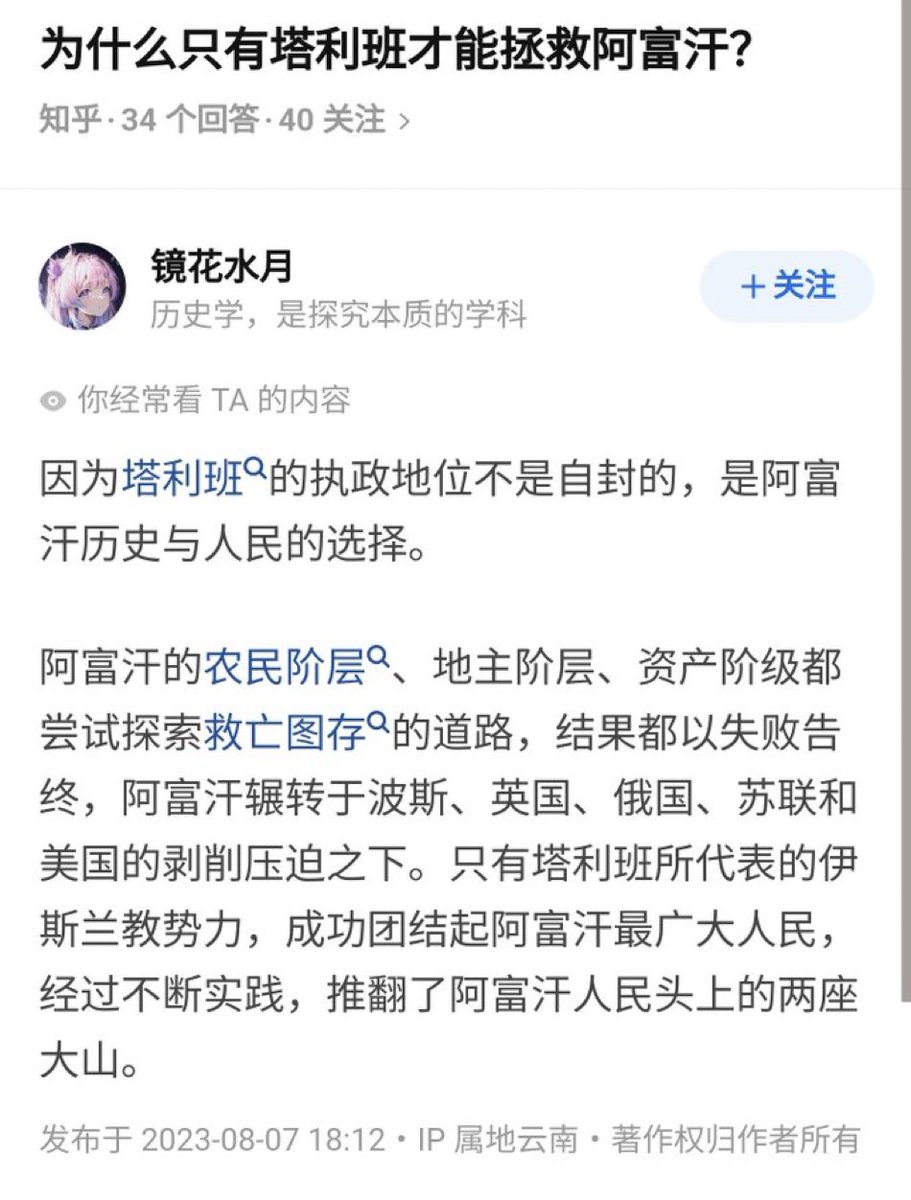 为什么只有塔利班才能拯救阿富汗？
知乎·34 个回答·40 关注 >
镜花水月
历史学，是探究本质的学科
+关注
你经常看 TA 的内容
因为塔利班的执政地位不是自封的，是阿富
汗历史与人民的选择。
阿富汗的农民阶层、地主阶层、资产阶级都
尝试探索救亡图存的道路，结果都以失败告
终，阿富汗辗转于波斯、英国、俄国、苏联和
美国的剥削压迫之下。只有塔利班所代表的伊
斯兰教势力，成功团结起阿富汗最广大人民，
经过不断实践，推翻了阿富汗人民头上的两座
大山。
发布于 2023-08-07 18:12·IP 属地云南·著作权归作者所有